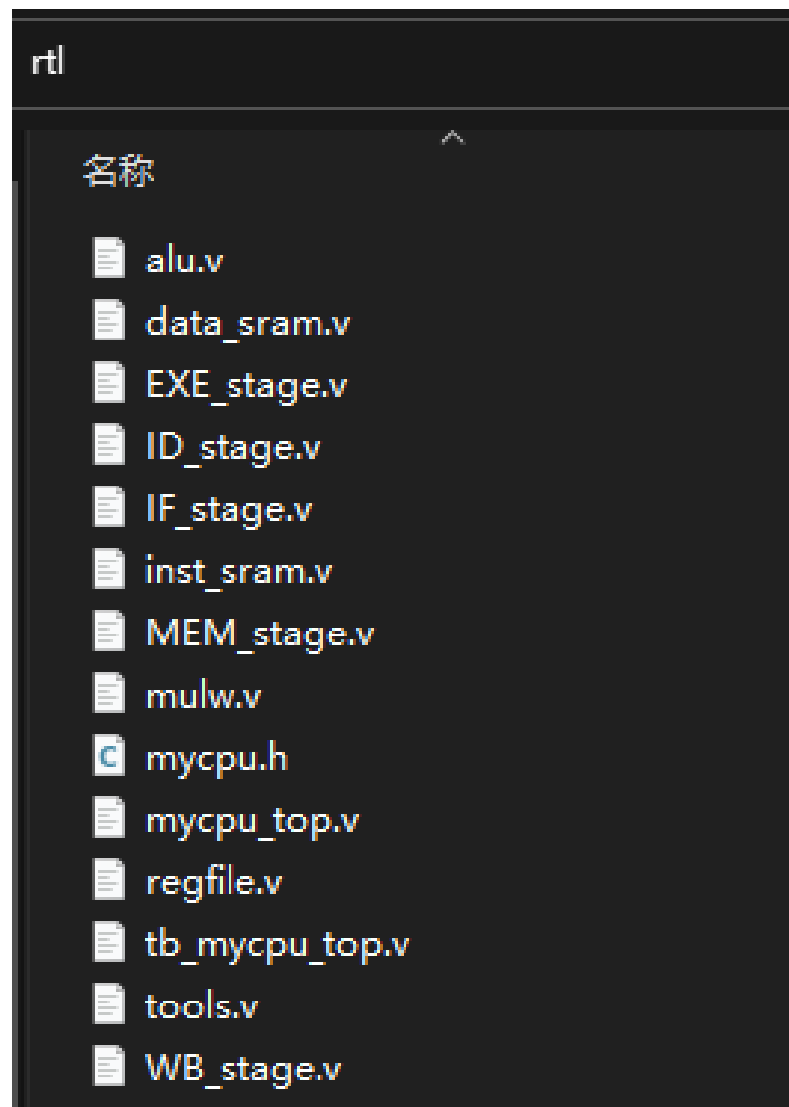 rtl
名称
alu.v
data_sram.v
EXE_stage.v
ID_stage.v
IF_stage.v
inst_sram.v
MEM_stage.v
mulw.v
mycpu.h
mycpu_top.v
regfile.v
tb_mycpu_top.v
tools.v
WB_stage.v